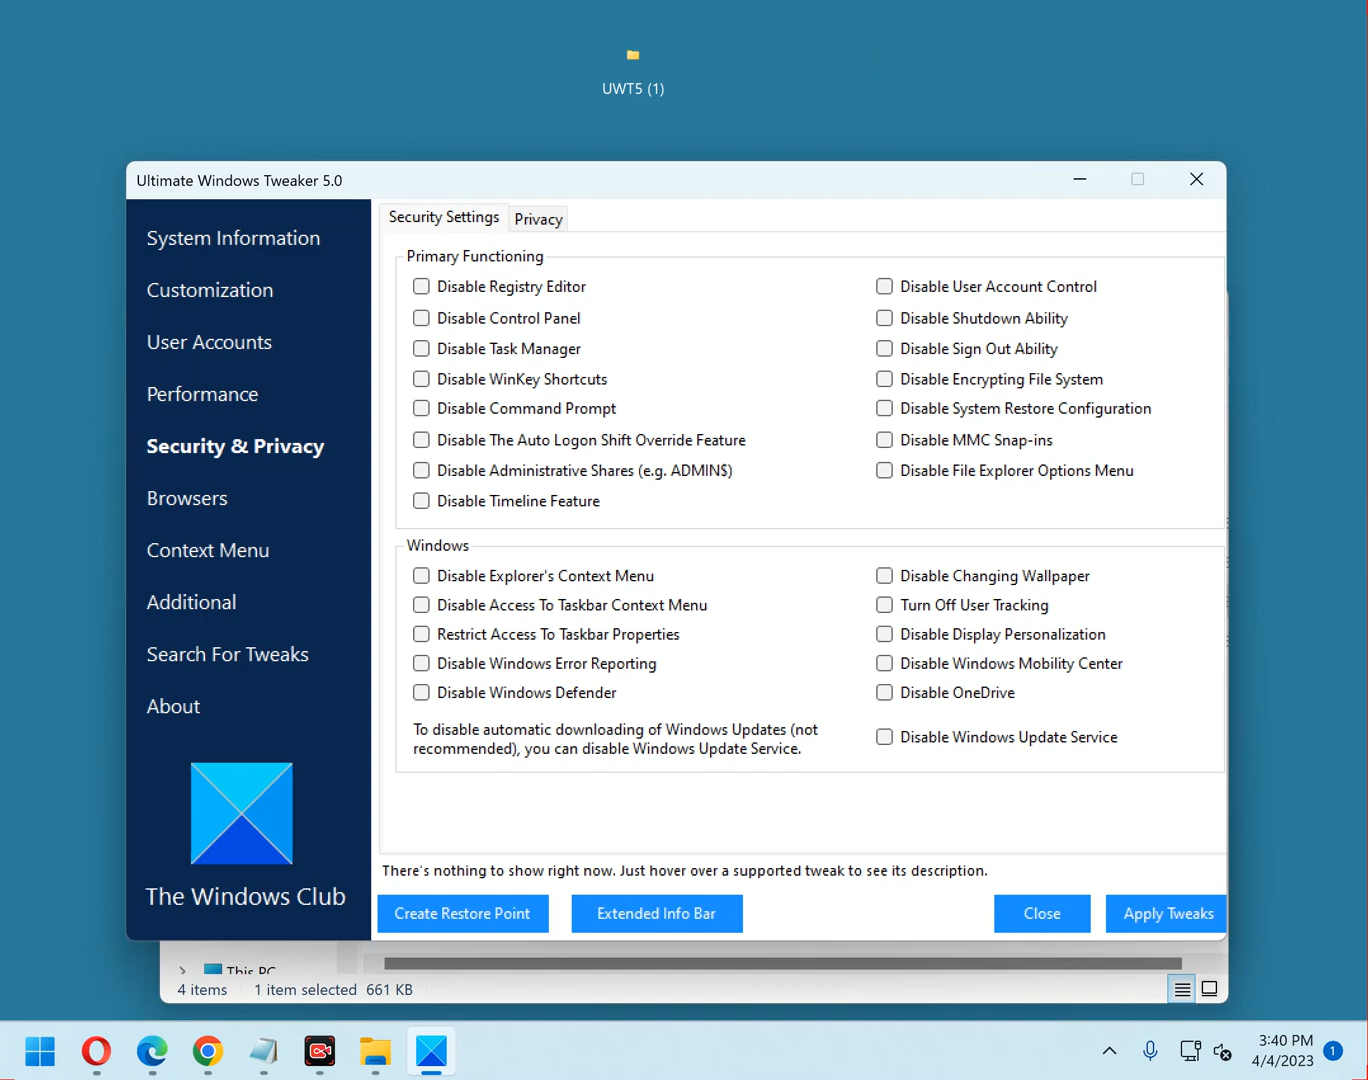 UWT5 (1)
Ultimate Windows Tweaker 5.0
System Information
Customization
User Accounts
Performance
Security & Privacy
Browsers
Context Menu
Additional
Search For Tweaks
About
The Windows Club
Security Settings
Privacy
Primary Functioning
Disable Registry Editor
Disable Control Panel
Disable Task Manager
Disable WinKey Shortcuts
Disable Command Prompt
Disable The Auto Logon Shift Override Feature
Disable Administrative Shares (e.g. ADMIN$)
Disable Timeline Feature
Disable User Account Control
Disable Shutdown Ability
Disable Sign Out Ability
Disable Encrypting File System
Disable System Restore Configuration
Disable MMC Snap-ins
Disable File Explorer Options Menu
Windows
Disable Explorer's Context Menu
Disable Access To Taskbar Context Menu
Restrict Access To Taskbar Properties
Disable Windows Error Reporting
Disable Windows Defender
To disable automatic downloading of Windows Updates (not
recommended), you can disable Windows Update Service.
Disable Changing Wallpaper
Turn Off User Tracking
Disable Display Personalization
Disable Windows Mobility Center
Disable OneDrive
Disable Windows Update Service
There's nothing to show right now. Just hover over a supported tweak to see its description.
Create Restore Point
Extended Info Bar
Close
Apply Tweaks
This PC
4 items
1 item selected 661 KB
3:40 PM
4/4/2023
1